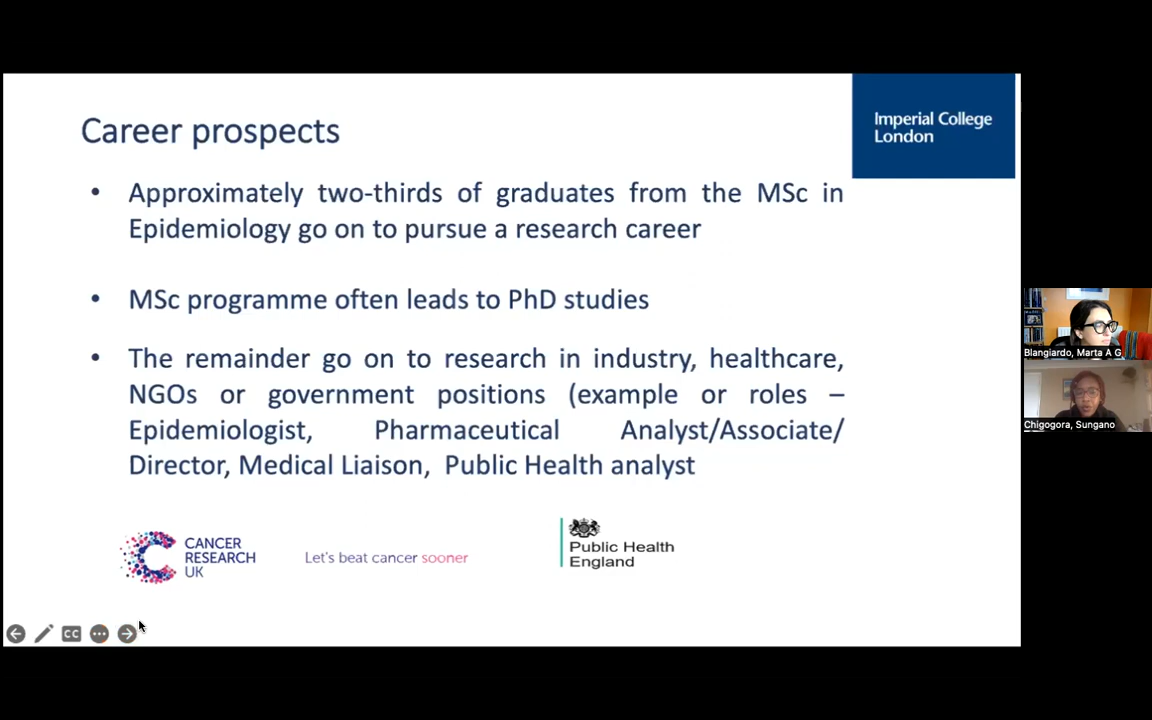 Career prospects
Imperial College
London
• Approximately two-thirds of graduates from the MSc in
Epidemiology go on to pursue a research career
• MSc programme often leads to PhD studies
• The remainder go on to research in industry, healthcare,
NGOs or government positions (example or roles –
Epidemiologist, Pharmaceutical Analyst/Associate/
Director, Medical Liaison, Public Health analyst
CANCER
RESEARCH
UK
Let's beat cancer sooner
Public Health
England
CC
Blangiardo, Marta A G
Chigogora, Sungano